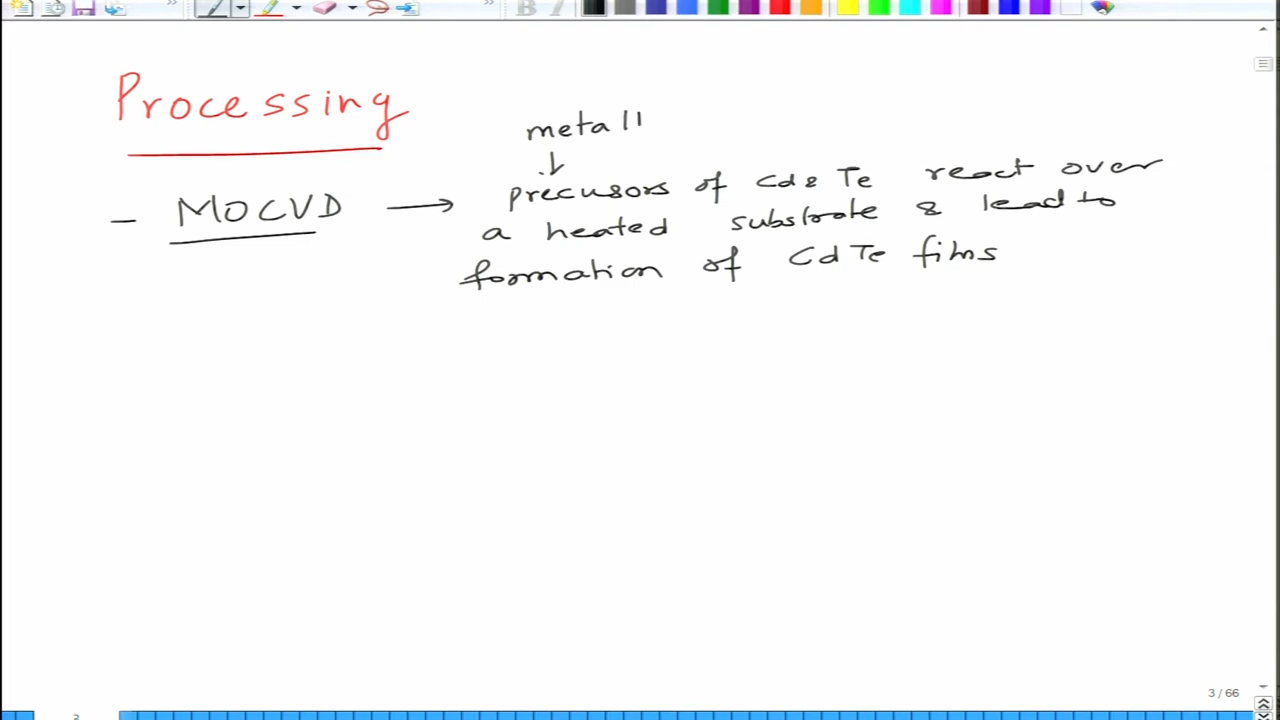 Processing
metall
- MOCVD → precusors of Cd & Te react over
a heated substrate & lead to
formation of CdTe films
3 / 66